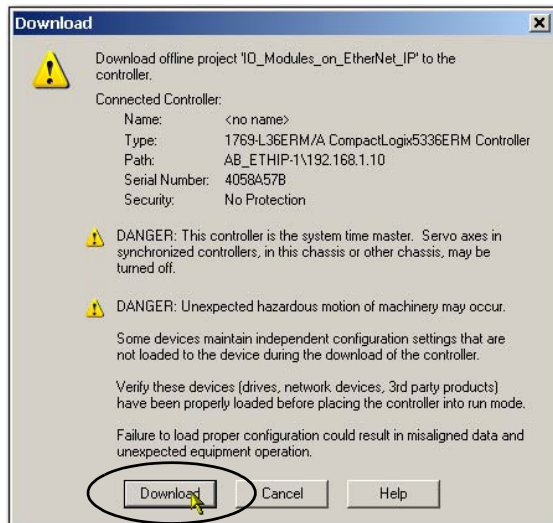 Download
Download offline project 'IO_Modules_on_EtherNet_IP' to the
controller.
Connected Controller:
Name: <no name>
Type: 1769-L36ERM/A CompactLogix5336ERM Controller
Path: AB_ETHIP-1\192.168.1.10
Serial Number: 4058A57B
Security: No Protection
DANGER: This controller is the system time master. Servo axes in
synchronized controllers, in this chassis or other chassis, may be
turned off.
DANGER: Unexpected hazardous motion of machinery may occur.
Some devices maintain independent configuration settings that are
not loaded to the device during the download of the controller.
Verify these devices (drives, network devices, 3rd party products)
have been properly loaded before placing the controller into run mode.
Failure to load proper configuration could result in misaligned data and
unexpected equipment operation.
Download Cancel Help